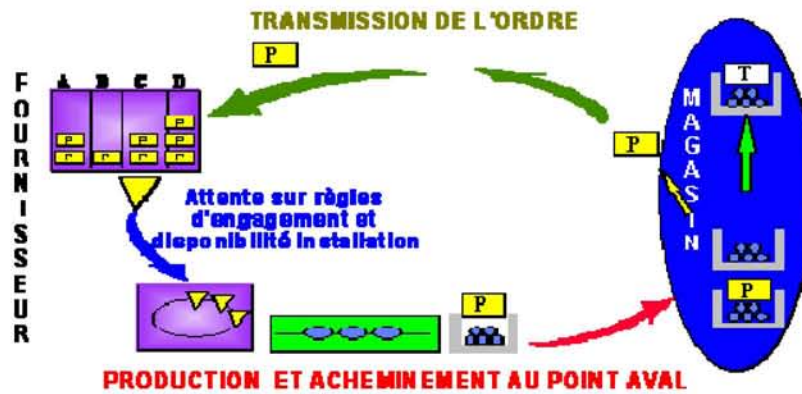 TRANSMISSION DE L'ORDRE
P
FOURNISSEUR
A B C D
P
P P P
MAGASIN
T
P
Attente sur règles
d'engagement et
disponibilité installation
P
P
PRODUCTION ET ACHEMINEMENT AU POINT AVAL